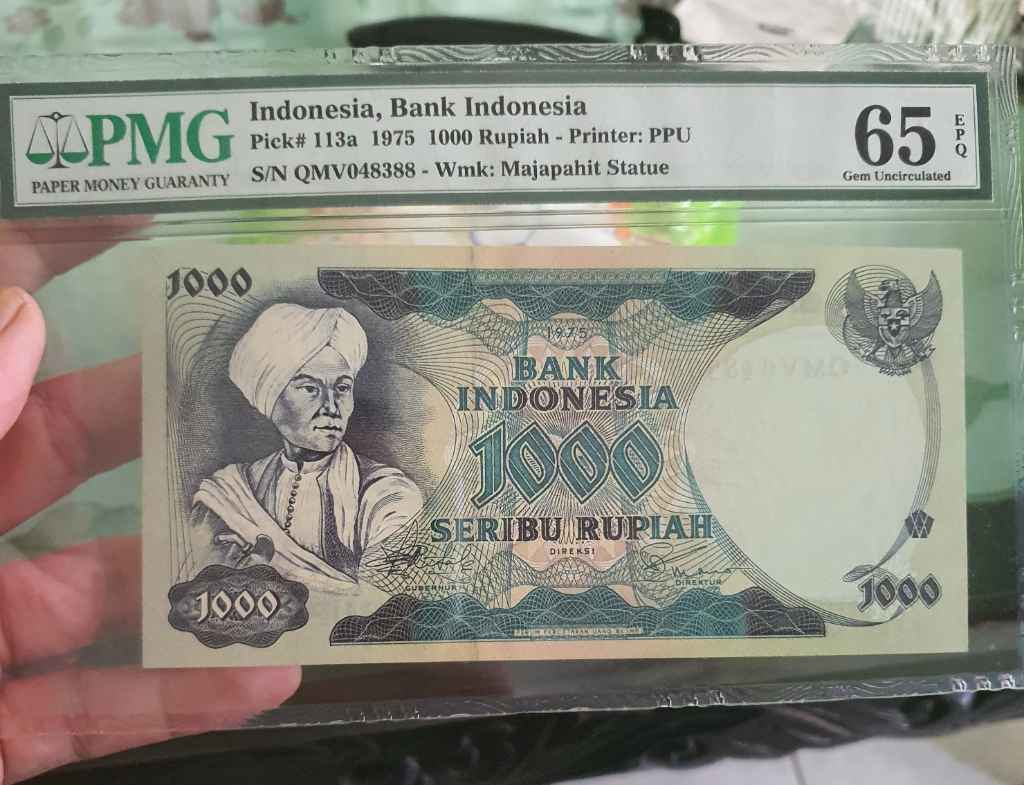 PMG
PAPER MONEY GUARANTY
Indonesia, Bank Indonesia
Pick# 113a 1975 1000 Rupiah - Printer: PPU
S/N QMV048388 - Wmk: Majapahit Statue
65
EPQ
Gem Uncirculated
1000
1975
BANK
INDONESIA
1000
SERIBU RUPIAH
DIREKSI
GUBERNUR
DIREKTUR
1000
1000